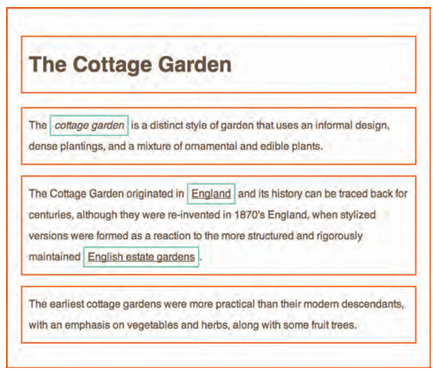 The Cottage Garden
The cottage garden is a distinct style of garden that uses an informal design,
dense plantings, and a mixture of ornamental and edible plants.
The Cottage Garden originated in England and its history can be traced back for
centuries, although they were re-invented in 1870's England, when stylized
versions were formed as a reaction to the more structured and rigorously
maintained English estate gardens.
The earliest cottage gardens were more practical than their modern descendants,
with an emphasis on vegetables and herbs, along with some fruit trees.